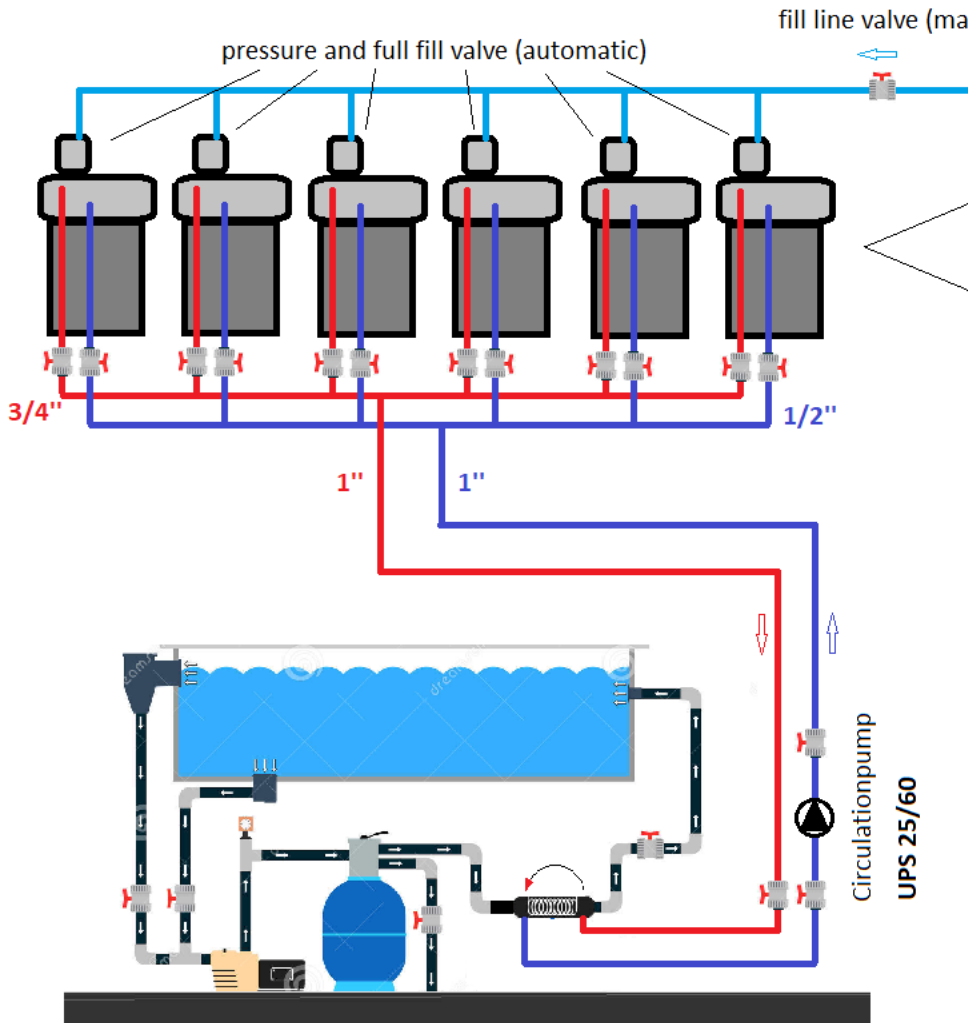 fill line valve (ma
pressure and full fill valve (automatic)
3/4''
1/2''
1''
1''
Circulationpump
UPS 25/60